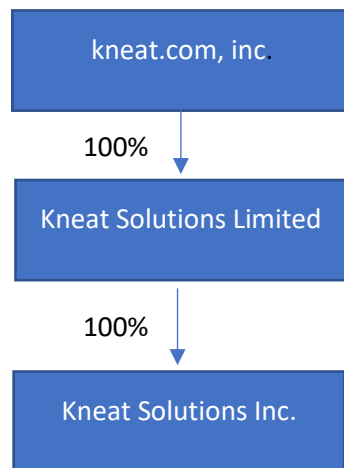 kneat.com, inc.
100%
Kneat Solutions Limited
100%
Kneat Solutions Inc.